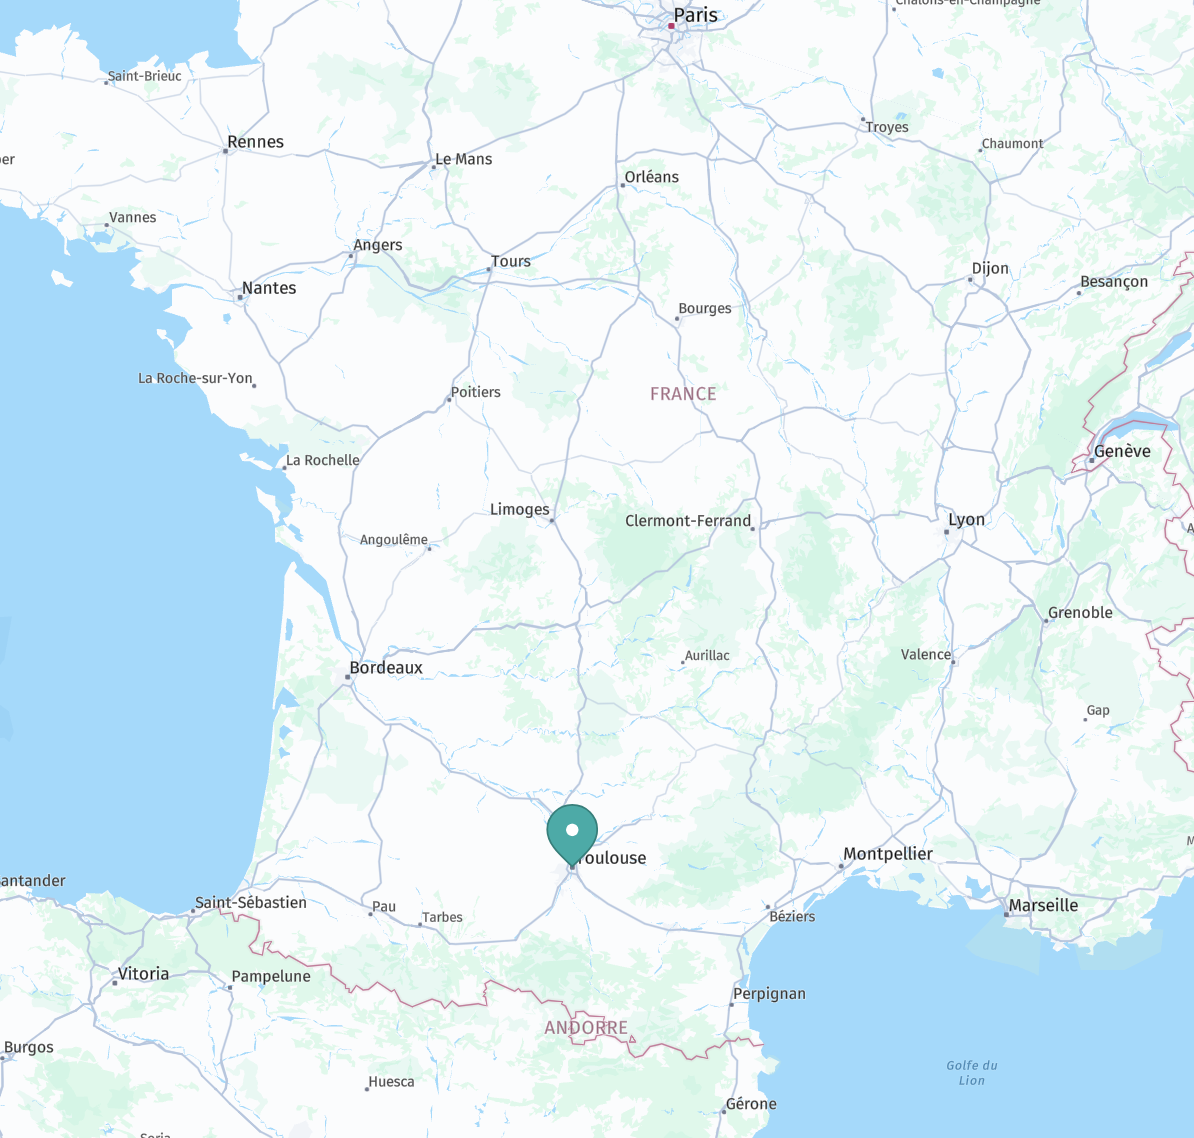 Paris
Châlons-en-Champagne
Saint-Brieuc
Troyes
Rennes
Chaumont
Le Mans
Orléans
Vannes
Angers
Tours
Dijon
Besançon
Nantes
Bourges
La Roche-sur-Yon
Poitiers
FRANCE
La Rochelle
Genève
Limoges
Clermont-Ferrand
Lyon
Angoulême
Grenoble
Valence
Aurillac
Bordeaux
Gap
Toulouse
Montpellier
antander
Saint-Sébastien
Pau
Tarbes
Béziers
Marseille
Vitoria
Pampelune
Perpignan
ANDORRE
Burgos
Golfe du
Lion
Huesca
Gérone
Soria